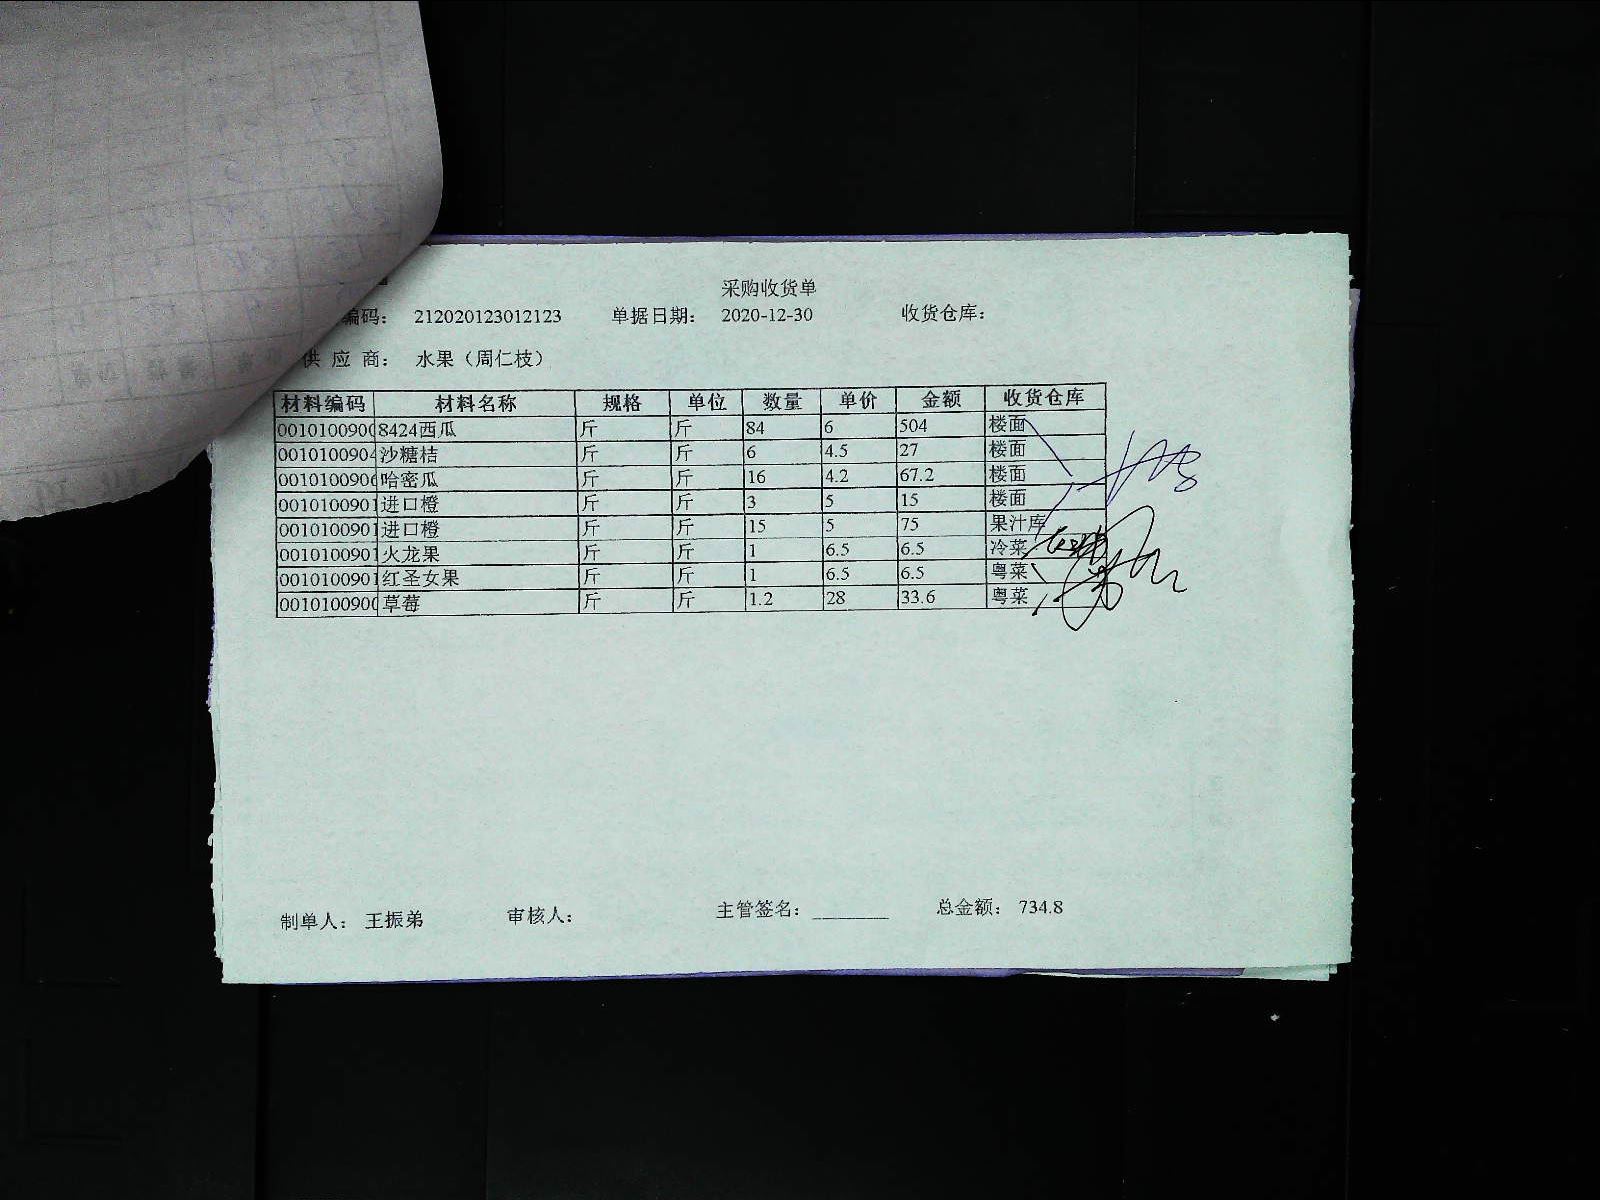 采购收货单
编码： 212020123012123 单据日期： 2020-12-30 收货仓库：
供 应 商： 水果（周仁枝）
材料编码 材料名称 规格 单位 数量 单价 金额 收货仓库
0010100900 8424西瓜 斤 斤 84 6 504 楼面
0010100904 沙糖桔 斤 斤 6 4.5 27 楼面
0010100906 哈密瓜 斤 斤 16 4.2 67.2 楼面
0010100901 进口橙 斤 斤 3 5 15 楼面
0010100901 进口橙 斤 斤 15 5 75 果汁库
0010100901 火龙果 斤 斤 1 6.5 6.5 冷菜
0010100901 红圣女果 斤 斤 1 6.5 6.5 粤菜
0010100900 草莓 斤 斤 1.2 28 33.6 粤菜
制单人： 王振弟 审核人： 主管签名： ________ 总金额： 734.8